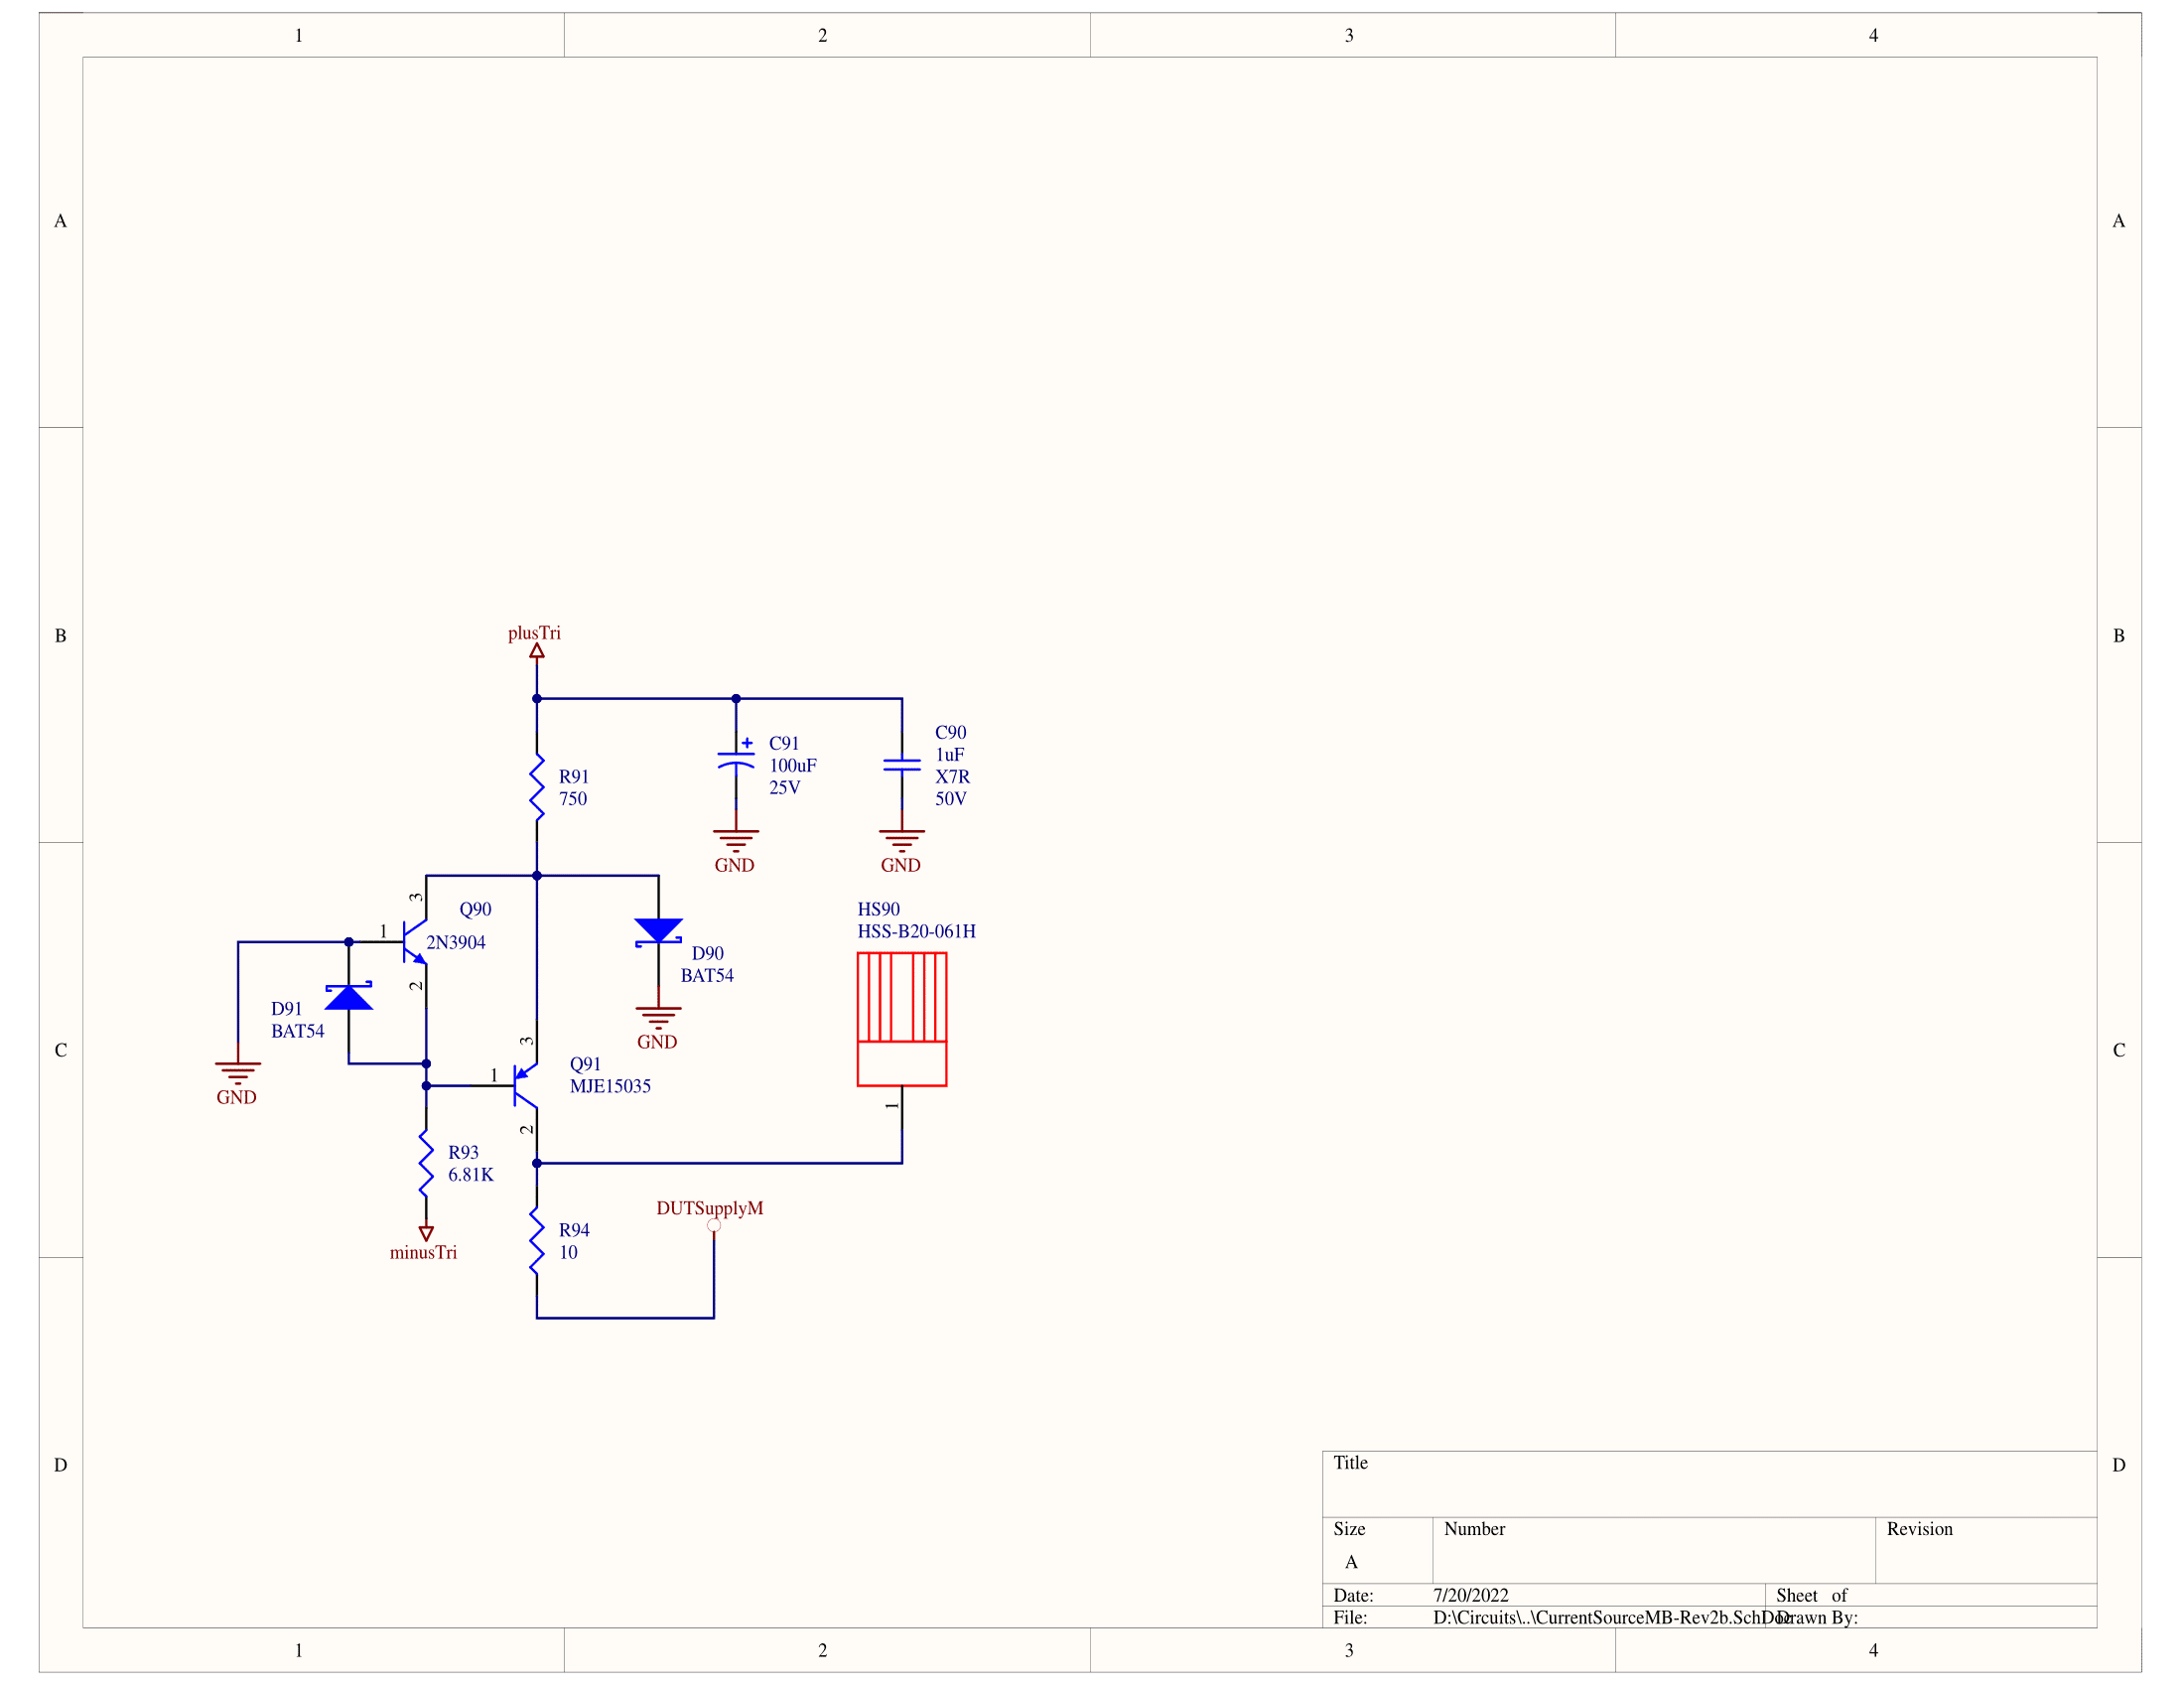 1 2 3 4
A A
B B
plusTri
C91
100uF
25V
C90
1uF
X7R
50V
R91
750
GND GND
3
Q90
2N3904
1
2
HS90
HSS-B20-061H
D90
BAT54
D91
BAT54
GND
C C
3
Q91
MJE15035
1
2
GND
1
R93
6.81K
minusTri
DUTSupplyM
R94
10
D D
Title
Size Number Revision
A
Date: 7/20/2022 Sheet of
File: D:\Circuits\..\CurrentSourceMB-Rev2b.SchDoc Drawn By:
1 2 3 4